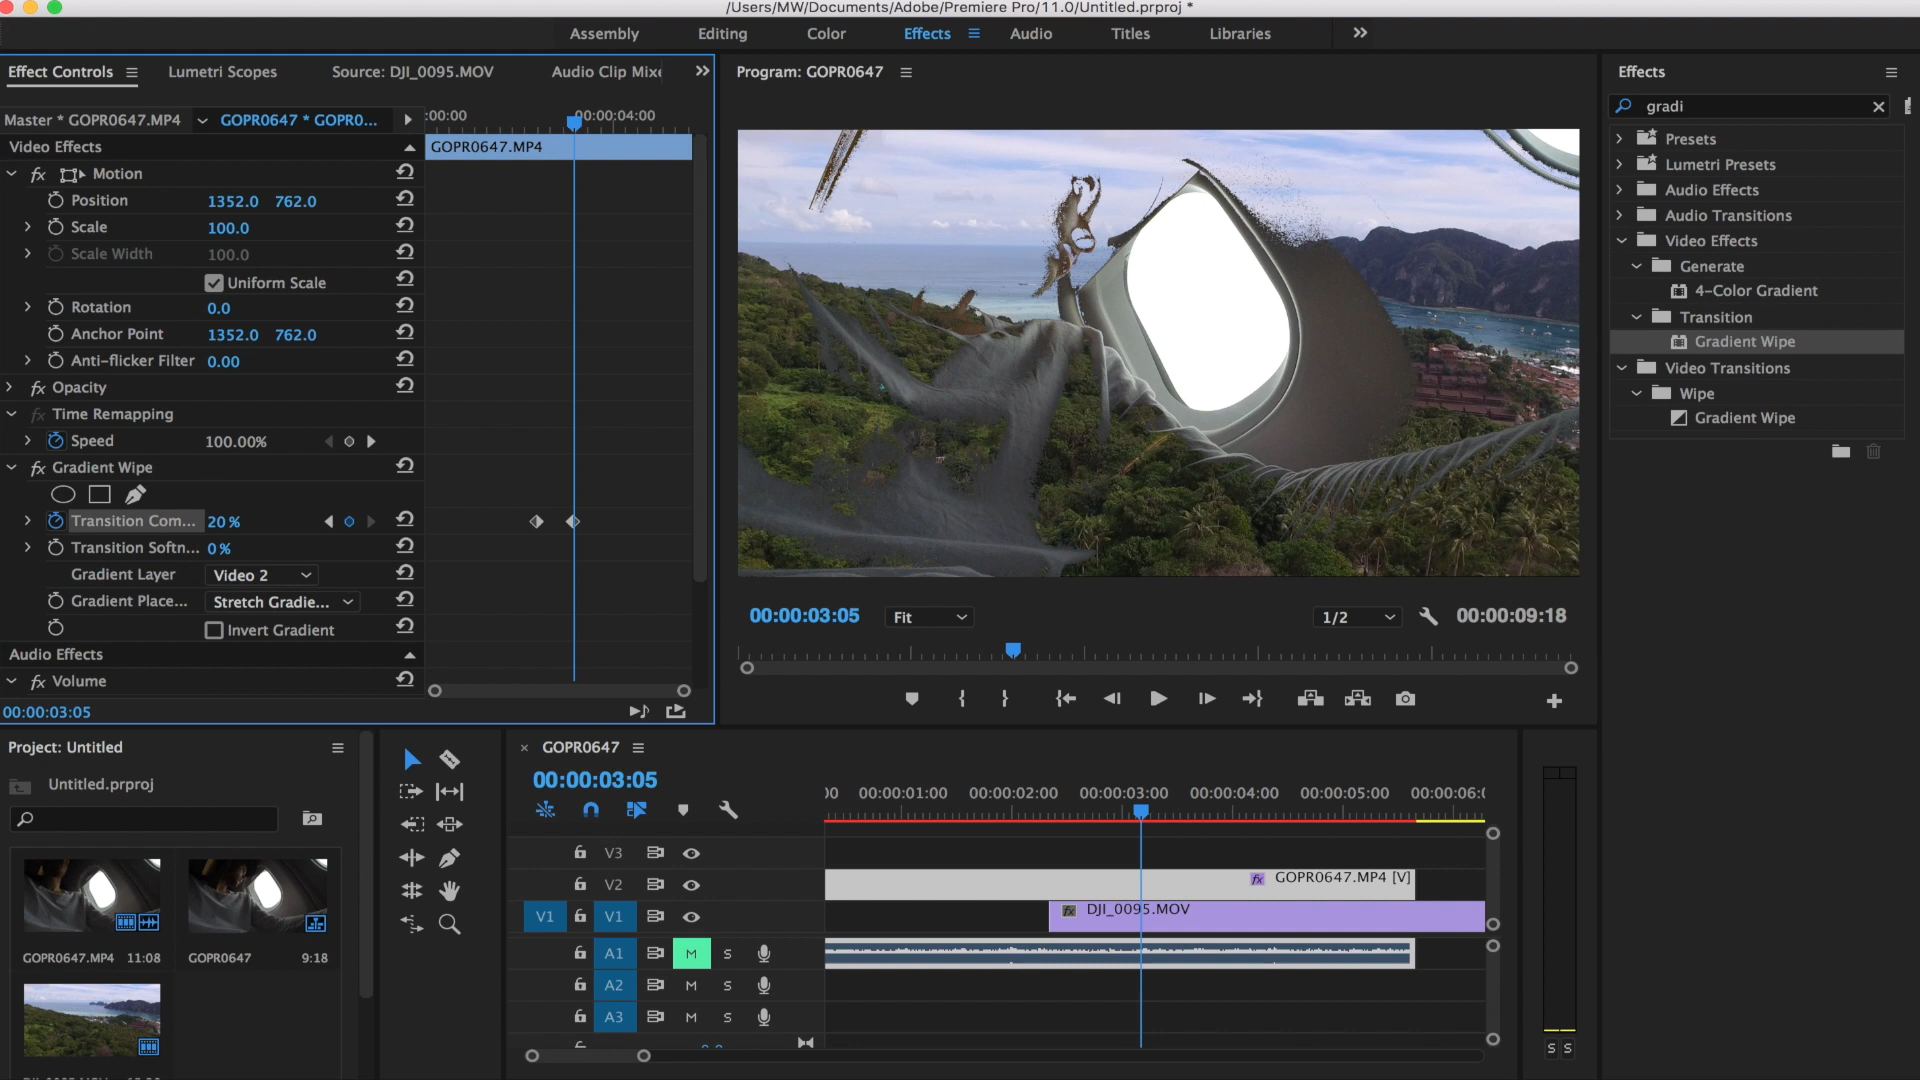 /Users/MW/Documents/Adobe/Premiere Pro/11.0/Untitled.prproj *
Assembly Editing Color Effects Audio Titles Libraries
Effect Controls Lumetri Scopes Source: DJI_0095.MOV Audio Clip Mixe
Master * GOPR0647.MP4 GOPR0647 * GOPR0...
:00:00 00:00:04:00
Video Effects
GOPR0647.MP4
fx Motion
Position 1352.0 762.0
Scale 100.0
Scale Width 100.0
Uniform Scale
Rotation 0.0
Anchor Point 1352.0 762.0
Anti-flicker Filter 0.00
fx Opacity
fx Time Remapping
Speed 100.00%
fx Gradient Wipe
Transition Com... 20 %
Transition Softn... 0 %
Gradient Layer Video 2
Gradient Place... Stretch Gradie...
Invert Gradient
Audio Effects
fx Volume
00:00:03:05
Program: GOPR0647
00:00:03:05 Fit 1/2 00:00:09:18
Effects
gradi
Presets
Lumetri Presets
Audio Effects
Audio Transitions
Video Effects
Generate
4-Color Gradient
Transition
Gradient Wipe
Video Transitions
Wipe
Gradient Wipe
Project: Untitled
Untitled.prproj
GOPR0647.MP4 11:08
GOPR0647 9:18
GOPR0647
00:00:03:05
00 00:00:01:00 00:00:02:00 00:00:03:00 00:00:04:00 00:00:05:00 00:00:06:0
V3
V2
fx GOPR0647.MP4 [V]
V1 V1
fx DJI_0095.MOV
A1 M S
A2 M S
A3 M S
S S